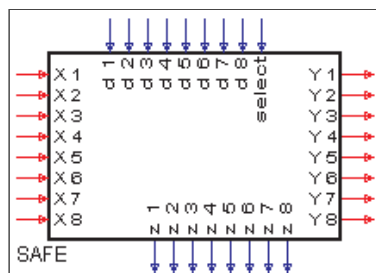 d1 d2 d3 d4 d5 d6 d7 d8 select
X1 Y1
X2 Y2
X3 Y3
X4 Y4
X5 Y5
X6 Y6
X7 Y7
X8 Y8
z1 z2 z3 z4 z5 z6 z7 z8
SAFE